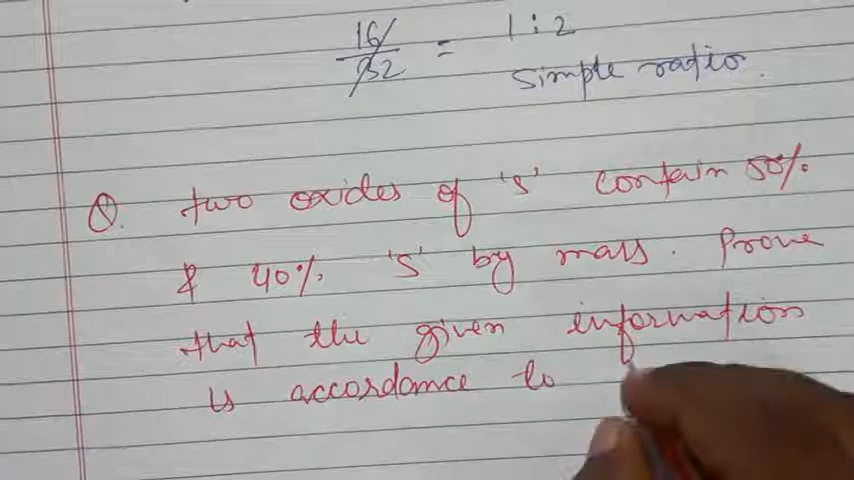 16/32 = 1:2
simple ratio.
Q. two oxides of 's' contain 50%
& 40% 's' by mass. Prove
that the given information
is accordance to